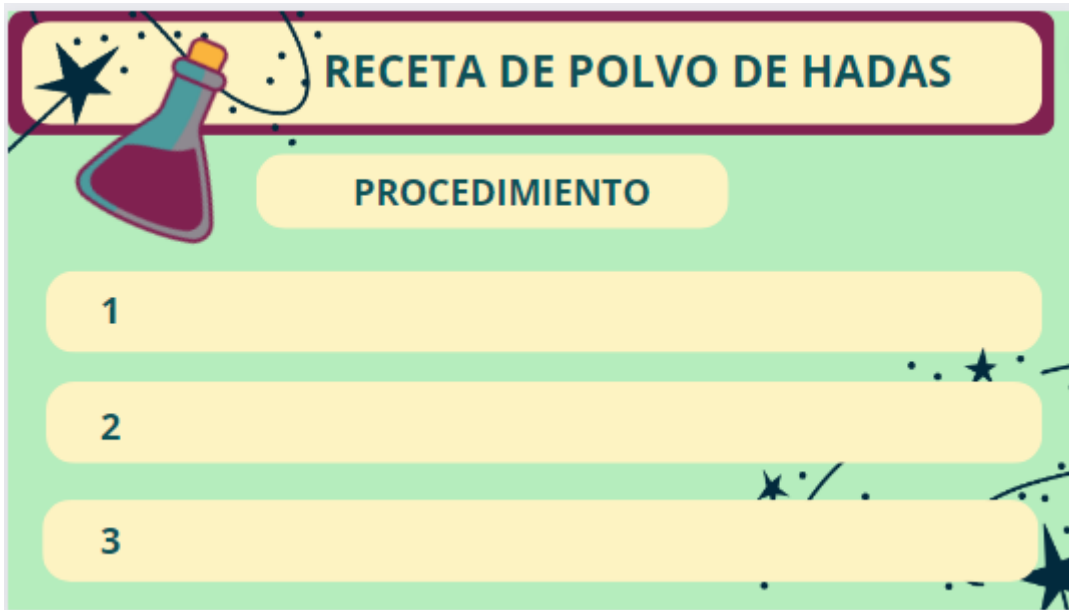 RECETA DE POLVO DE HADAS
PROCEDIMIENTO
1
2
3